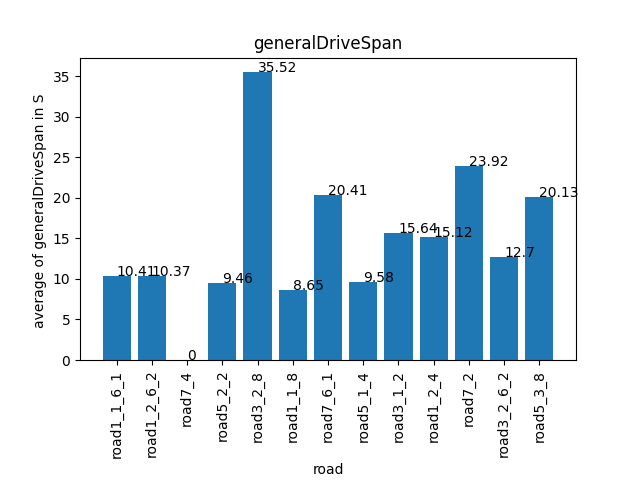 generalDriveSpan
average of generalDriveSpan in S
35
30
25
20
15
10
5
0
10.41
10.37
0
9.46
35.52
8.65
20.41
9.58
15.64
15.12
23.92
12.7
20.13
road1_1_6_1
road1_2_6_2
road7_4
road5_2_2
road3_2_8
road1_1_8
road7_6_1
road5_1_4
road3_1_2
road1_2_4
road7_2
road3_2_6_2
road5_3_8
road